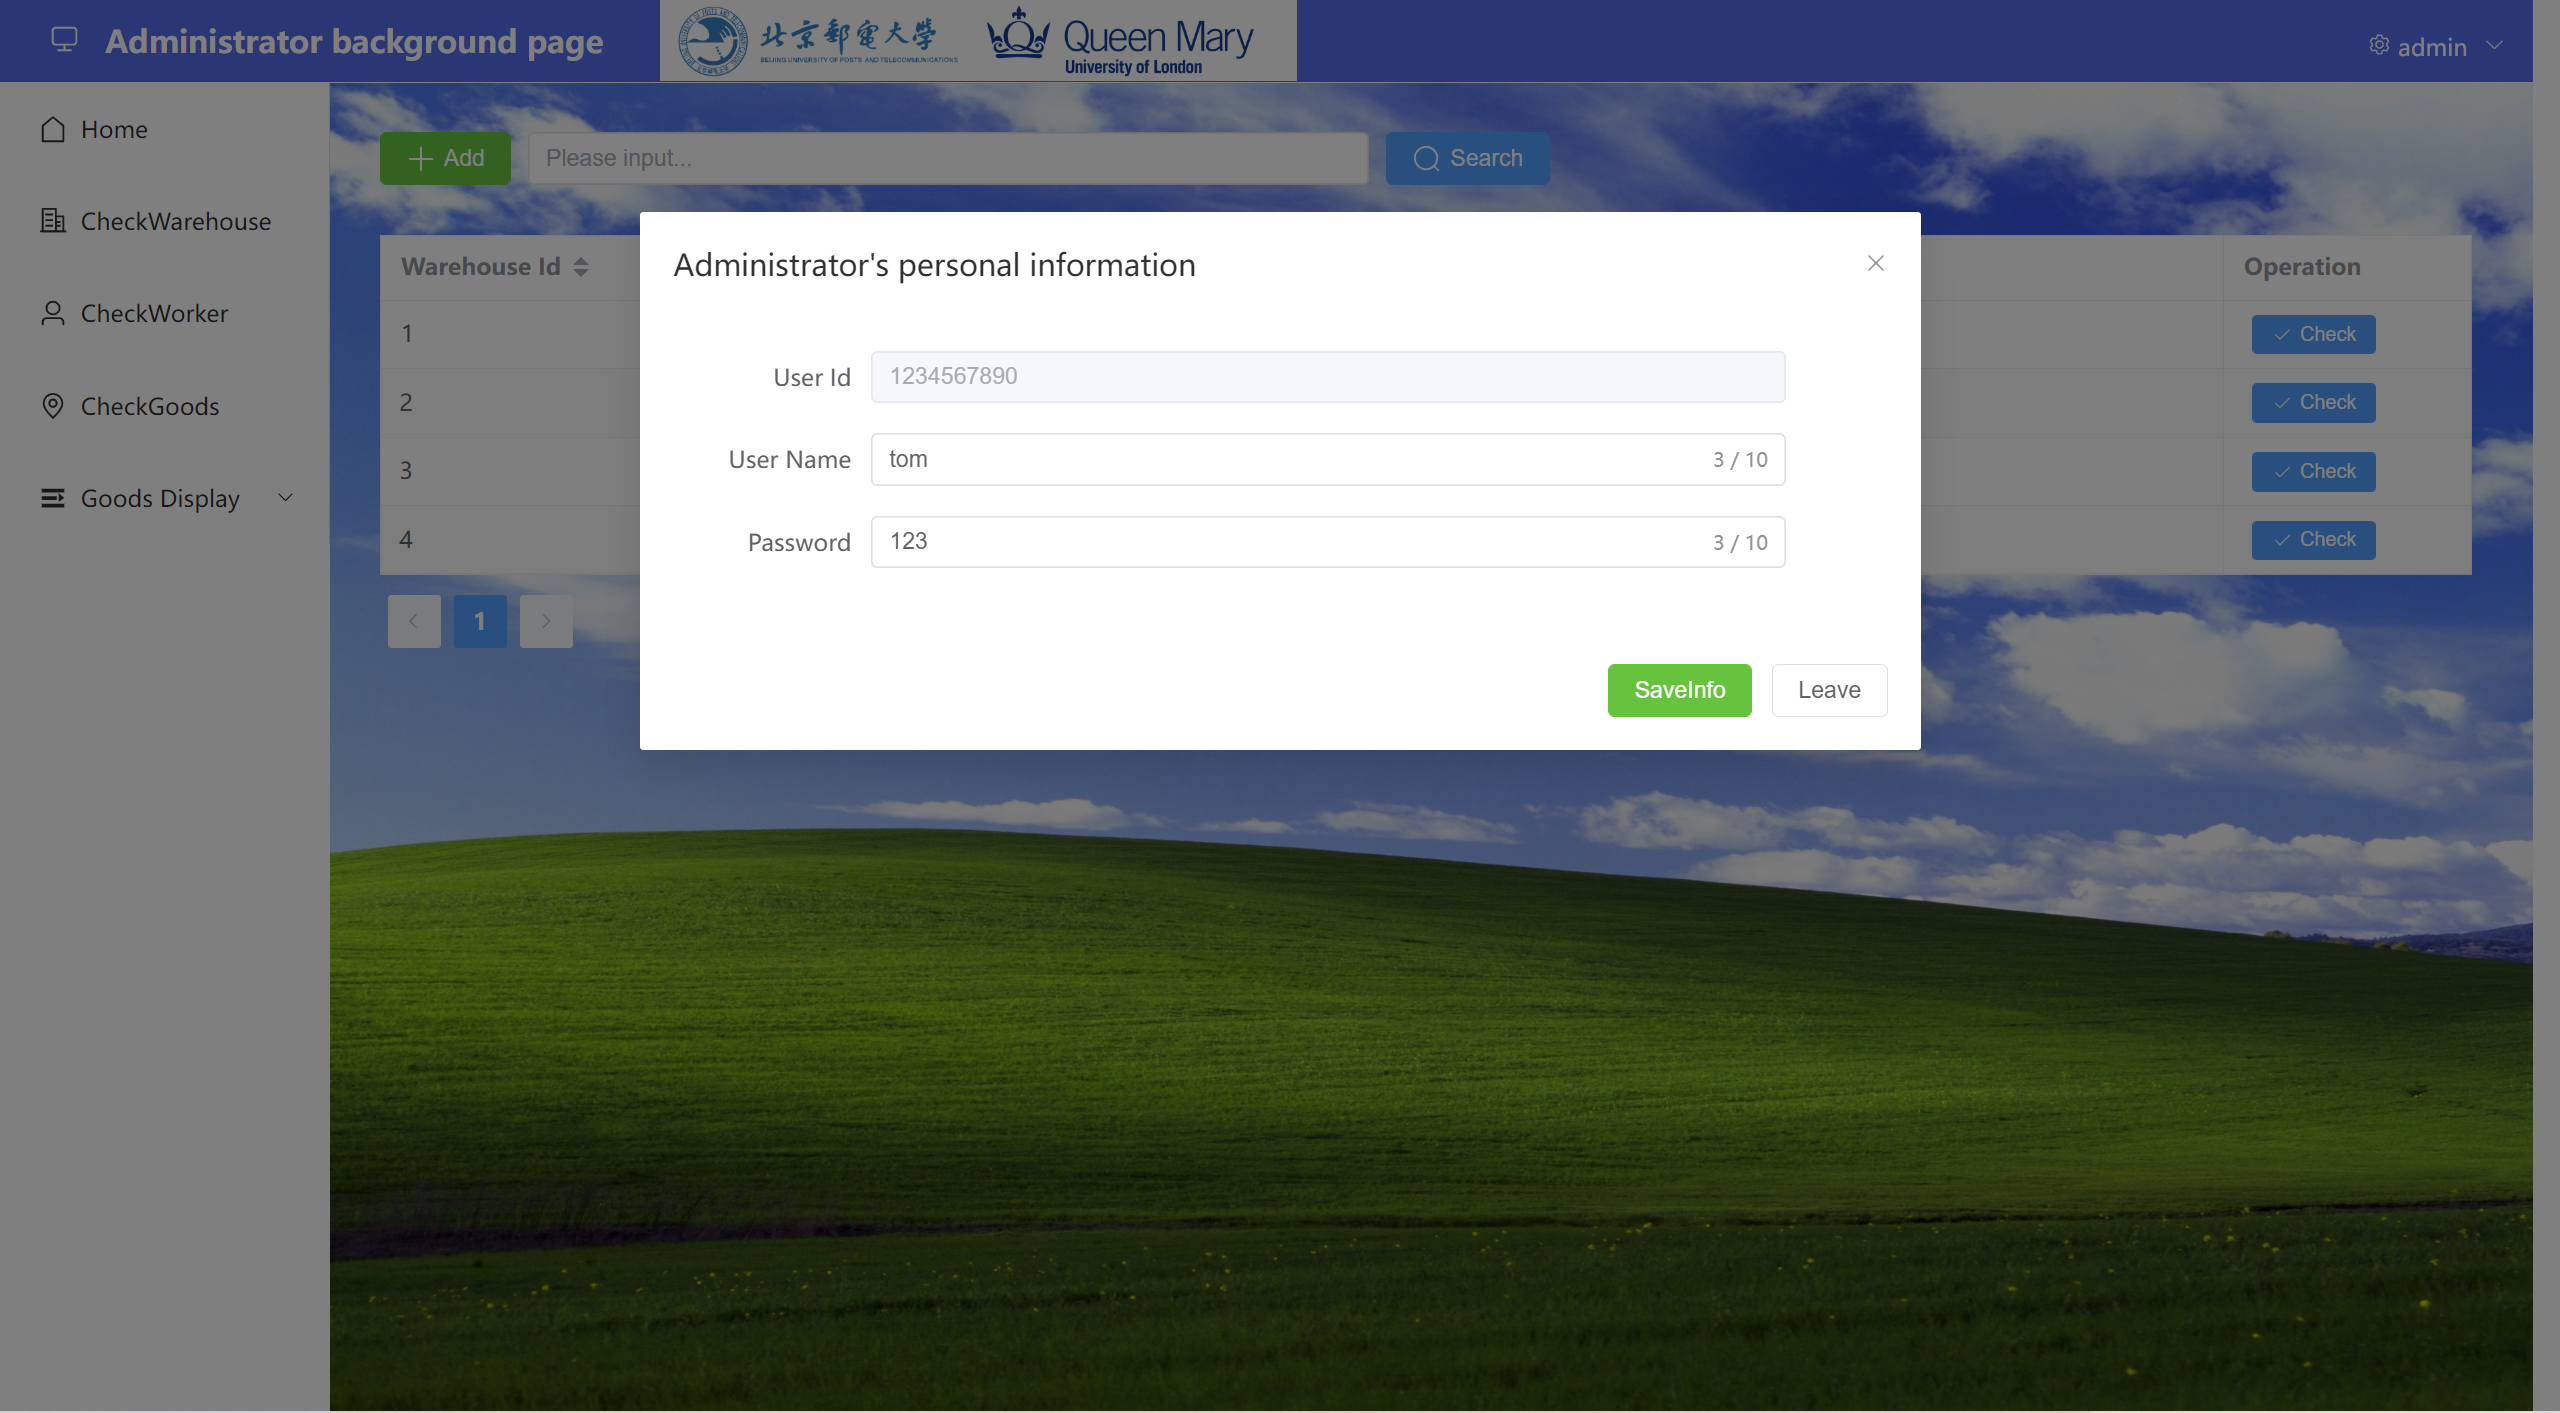 Administrator background page
北京郵電大學
BEIJING UNIVERSITY OF POSTS AND TELECOMMUNICATIONS
Queen Mary
University of London
admin
Home
CheckWarehouse
CheckWorker
CheckGoods
Goods Display
Add
Please input...
Search
Warehouse Id
Operation
1
Check
2
Check
3
Check
4
Check
1
Administrator's personal information
User Id
1234567890
User Name
tom
3 / 10
Password
123
3 / 10
SaveInfo
Leave